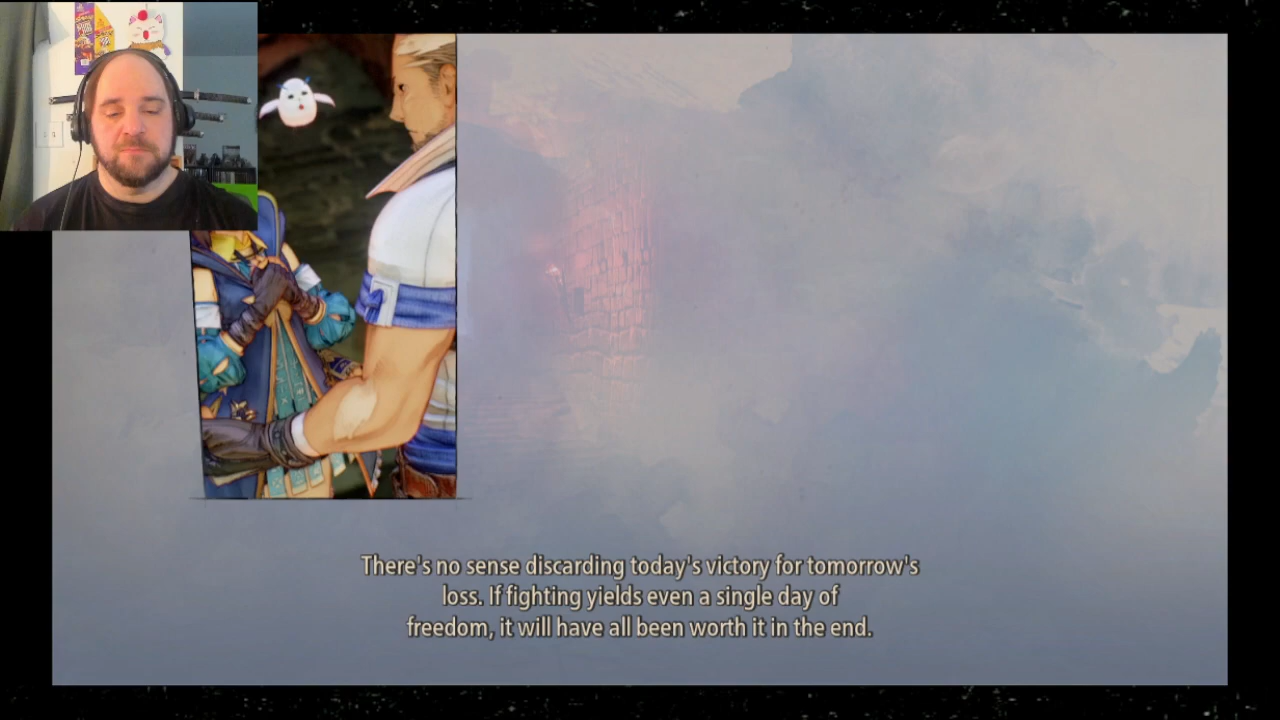 There's no sense discarding today's victory for tomorrow's
loss. If fighting yields even a single day of
freedom, it will have all been worth it in the end.